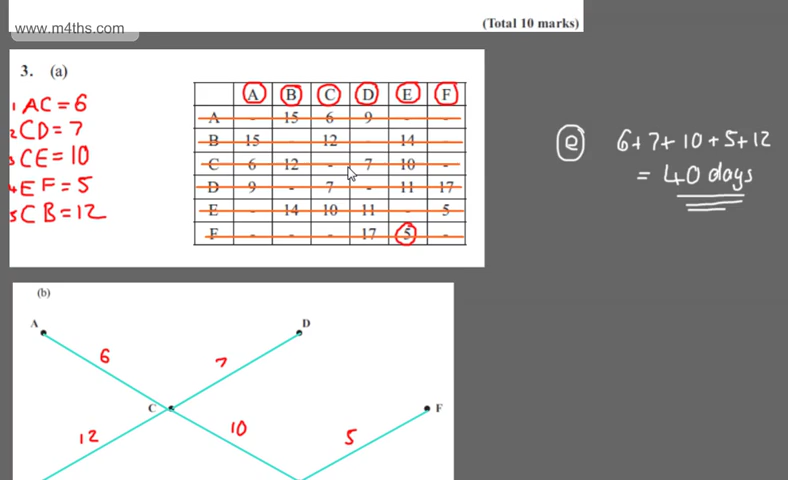 (Total 10 marks)
www.m4ths.com
3. (a)
1 AC = 6
2 CD = 7
3 CE = 10
4 EF = 5
5 CB = 12
A B C D E F
A - 15 6 9 - -
B 15 - 12 - 14 -
C 6 12 - 7 10 -
D 9 - 7 - 11 17
E - 14 10 11 - 5
F - - - 17 5 -
e 6+7+10+5+12
= 40 days
(b)
A
D
6
7
C
F
12
10
5